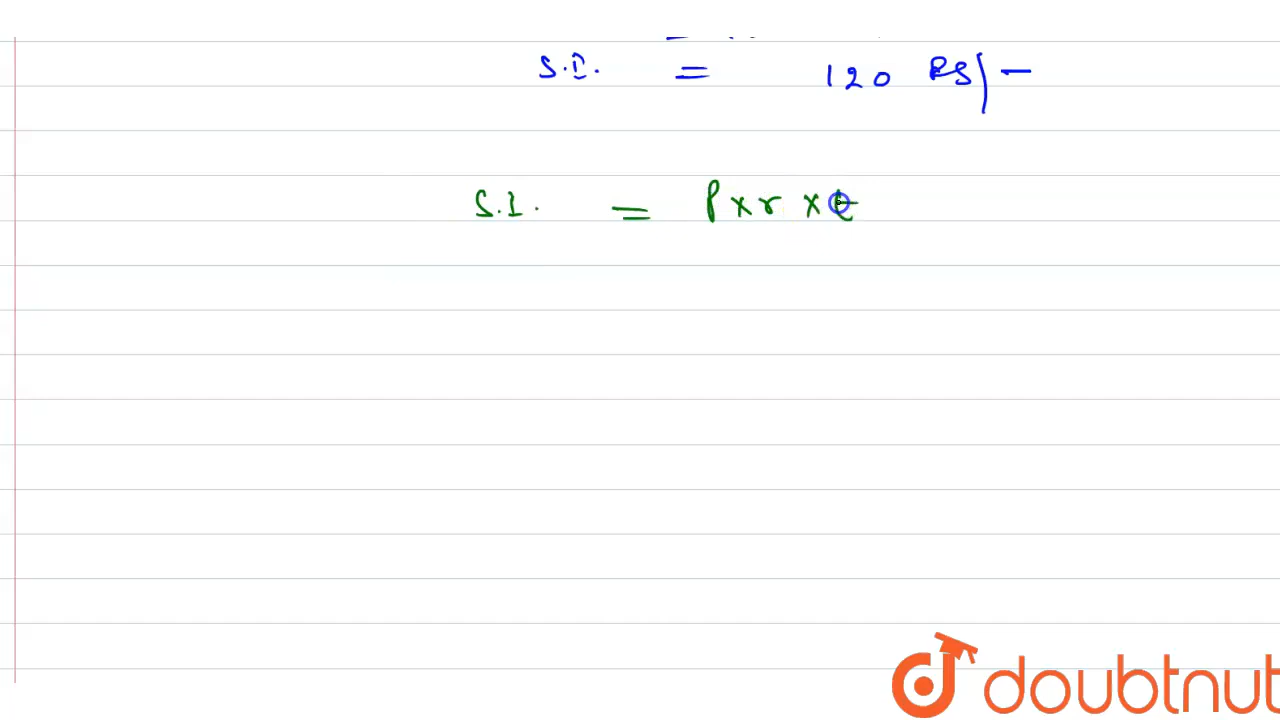 S.I. = 120 RS/-
S.I. = P×r×t
doubtnut